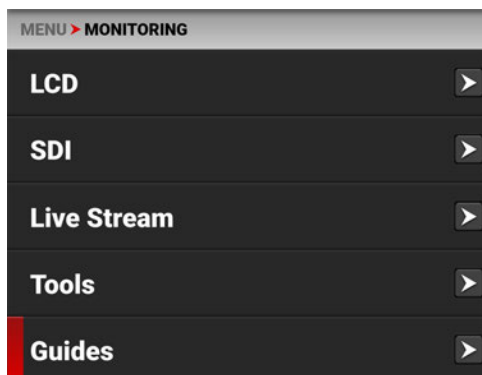 MENU > MONITORING
LCD
SDI
Live Stream
Tools
Guides